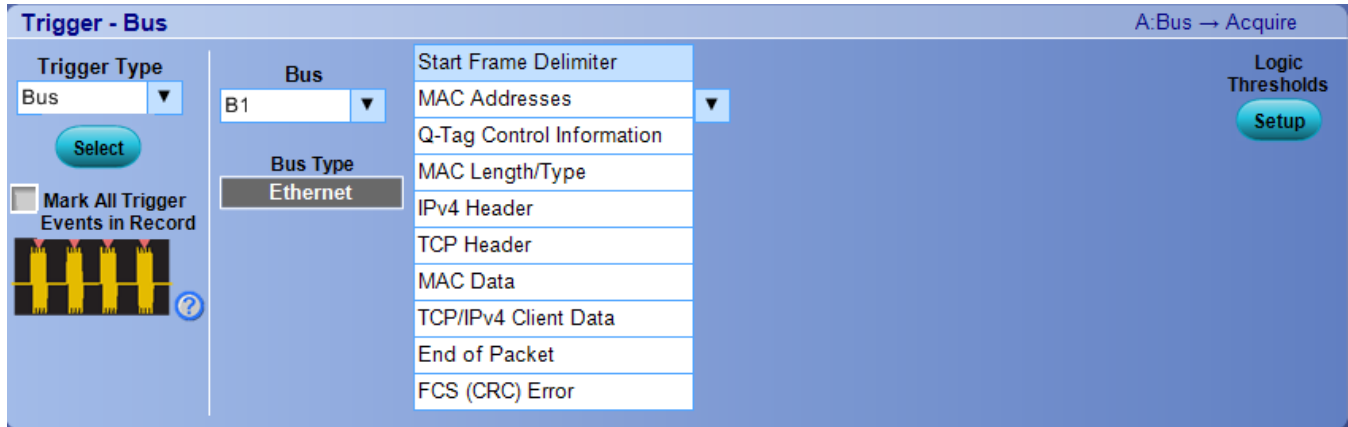 Trigger - Bus
A:Bus → Acquire
Trigger Type
Bus
Select
Mark All Trigger
Events in Record
?
Bus
B1
Bus Type
Ethernet
Start Frame Delimiter
MAC Addresses
Q-Tag Control Information
MAC Length/Type
IPv4 Header
TCP Header
MAC Data
TCP/IPv4 Client Data
End of Packet
FCS (CRC) Error
Logic
Thresholds
Setup